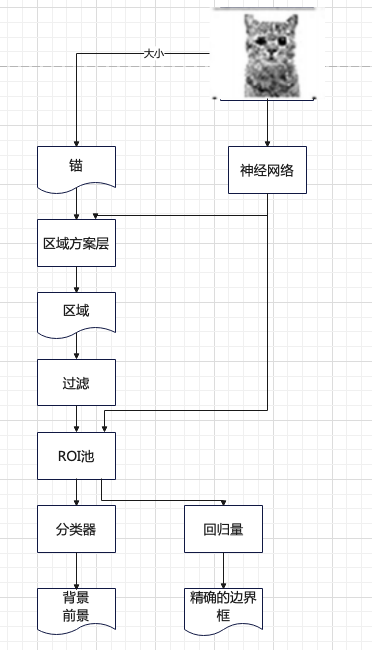 大小
锚
神经网络
区域方案层
区域
过滤
ROI池
分类器
回归量
背景
前景
精确的边界
框